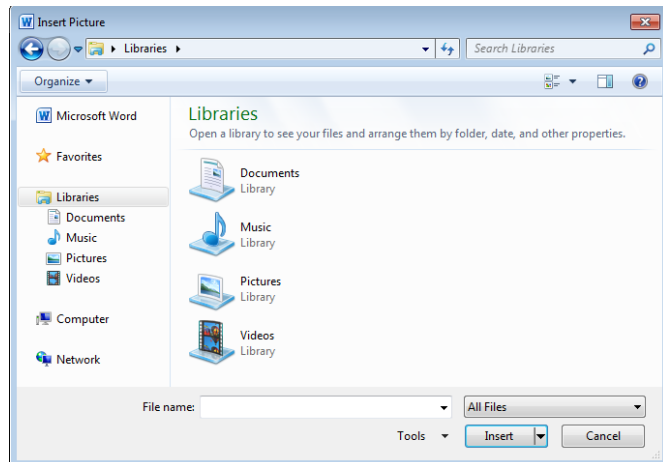 Insert Picture
Libraries
Search Libraries
Organize
Microsoft Word
Favorites
Libraries
Documents
Music
Pictures
Videos
Computer
Network
Libraries
Open a library to see your files and arrange them by folder, date, and other properties.
Documents
Library
Music
Library
Pictures
Library
Videos
Library
File name:
All Files
Tools
Insert
Cancel